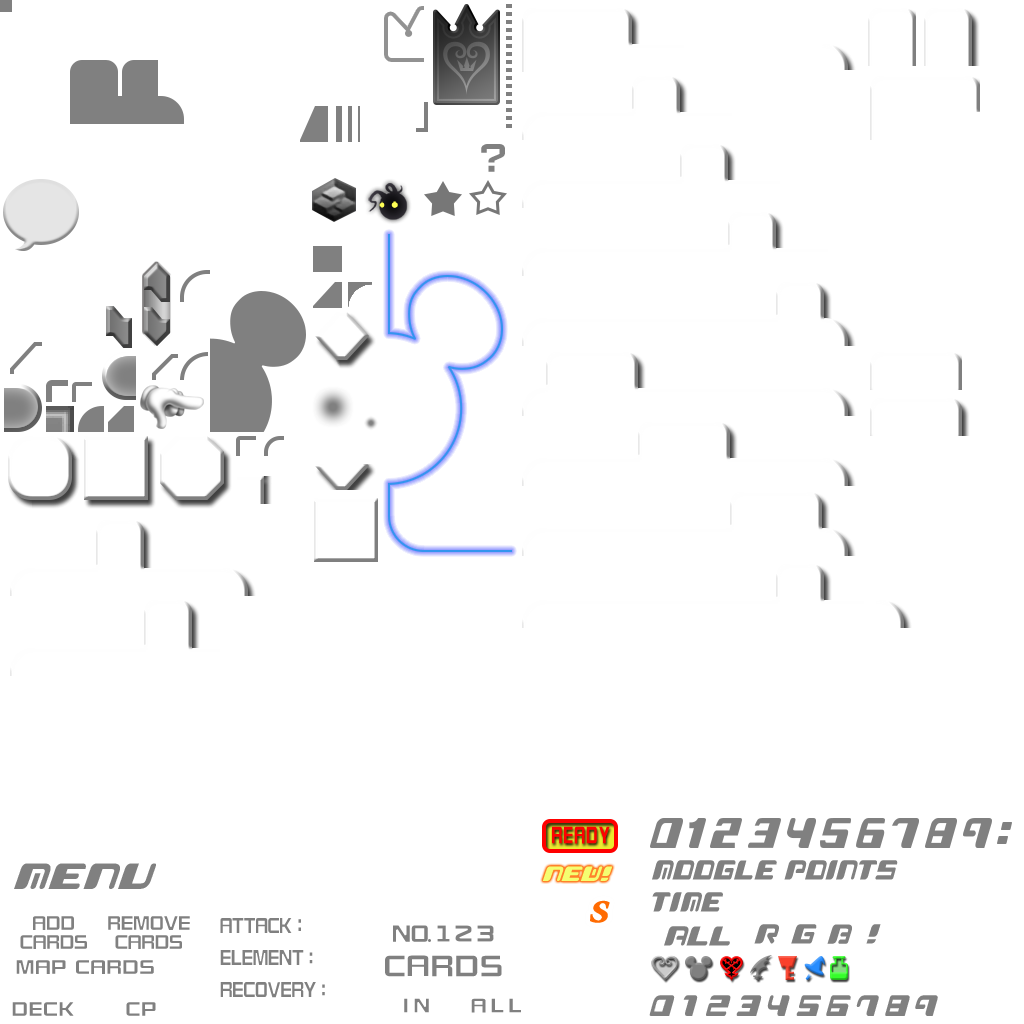 ?
READY
0123456789:
NEW!
MOOGLE POINTS
MENU
TIME
S
ADD
CARDS
REMOVE
CARDS
ATTACK :
NO.123
ALL R G B !
MAP CARDS
ELEMENT :
CARDS
RECOVERY :
DECK CP
IN ALL
0123456789